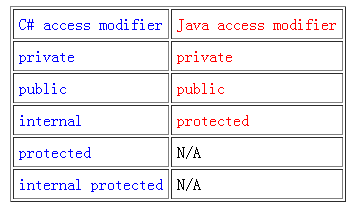 C# access modifier Java access modifier
private private
public public
internal protected
protected N/A
internal protected N/A